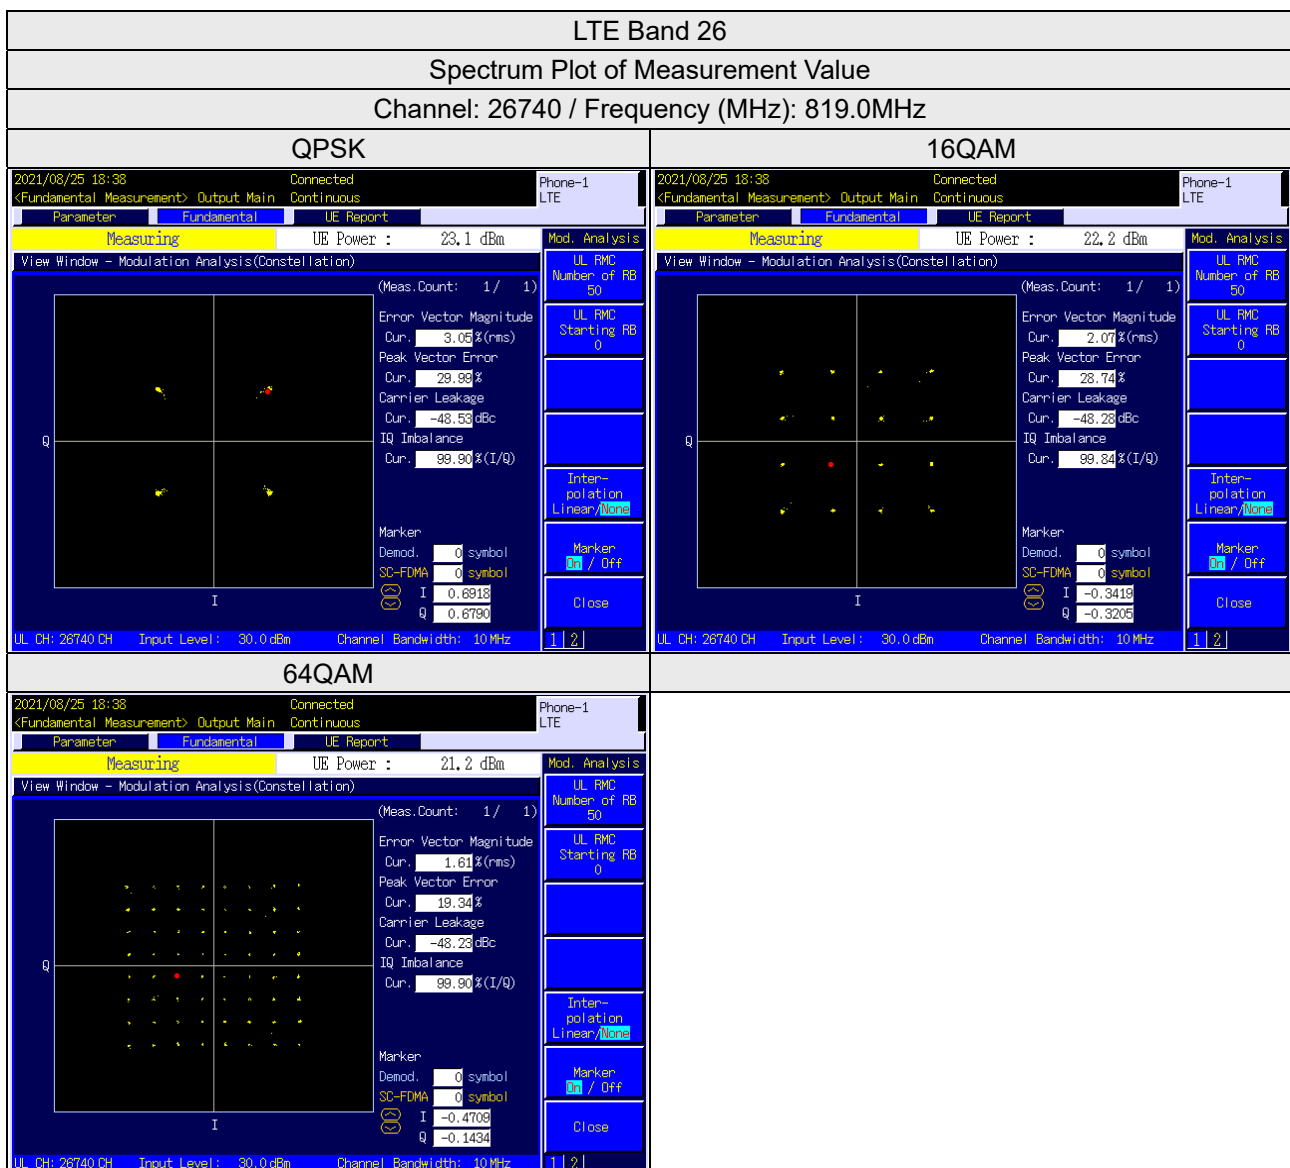 LTE Band 26
Spectrum Plot of Measurement Value
Channel: 26740 / Frequency (MHz): 819.0MHz
QPSK
2021/08/25 18:38 Connected Phone-1
<Fundamental Measurement> Output Main Continuous LTE
Parameter Fundamental UE Report
Measuring UE Power : 23.1 dBm Mod. Analysis
View Window - Modulation Analysis(Constellation)
UL RMC
Number of RB
50
(Meas.Count: 1/ 1)
UL RMC
Starting RB
0
Error Vector Magnitude
Cur. 3.05 %(rms)
Peak Vector Error
Cur. 29.99 %
Carrier Leakage
Cur. -48.53 dBc
IQ Imbalance
Cur. 99.90 %(I/Q)
Q
I
Inter-
polation
Linear/None
Marker
Demod. 0 symbol
SC-FDMA 0 symbol
I 0.6918
Q 0.6790
Marker
On / Off
Close
UL CH: 26740 CH Input Level: 30.0 dBm Channel Bandwidth: 10 MHz 1 2
16QAM
2021/08/25 18:38 Connected Phone-1
<Fundamental Measurement> Output Main Continuous LTE
Parameter Fundamental UE Report
Measuring UE Power : 22.2 dBm Mod. Analysis
View Window - Modulation Analysis(Constellation)
UL RMC
Number of RB
50
(Meas.Count: 1/ 1)
UL RMC
Starting RB
0
Error Vector Magnitude
Cur. 2.07 %(rms)
Peak Vector Error
Cur. 28.74 %
Carrier Leakage
Cur. -48.28 dBc
IQ Imbalance
Cur. 99.84 %(I/Q)
Q
I
Inter-
polation
Linear/None
Marker
Demod. 0 symbol
SC-FDMA 0 symbol
I -0.3419
Q -0.3205
Marker
On / Off
Close
UL CH: 26740 CH Input Level: 30.0 dBm Channel Bandwidth: 10 MHz 1 2
64QAM
2021/08/25 18:38 Connected Phone-1
<Fundamental Measurement> Output Main Continuous LTE
Parameter Fundamental UE Report
Measuring UE Power : 21.2 dBm Mod. Analysis
View Window - Modulation Analysis(Constellation)
UL RMC
Number of RB
50
(Meas.Count: 1/ 1)
UL RMC
Starting RB
0
Error Vector Magnitude
Cur. 1.61 %(rms)
Peak Vector Error
Cur. 19.34 %
Carrier Leakage
Cur. -48.23 dBc
IQ Imbalance
Cur. 99.90 %(I/Q)
Q
I
Inter-
polation
Linear/None
Marker
Demod. 0 symbol
SC-FDMA 0 symbol
I -0.4709
Q -0.1434
Marker
On / Off
Close
UL CH: 26740 CH Input Level: 30.0 dBm Channel Bandwidth: 10 MHz 1 2